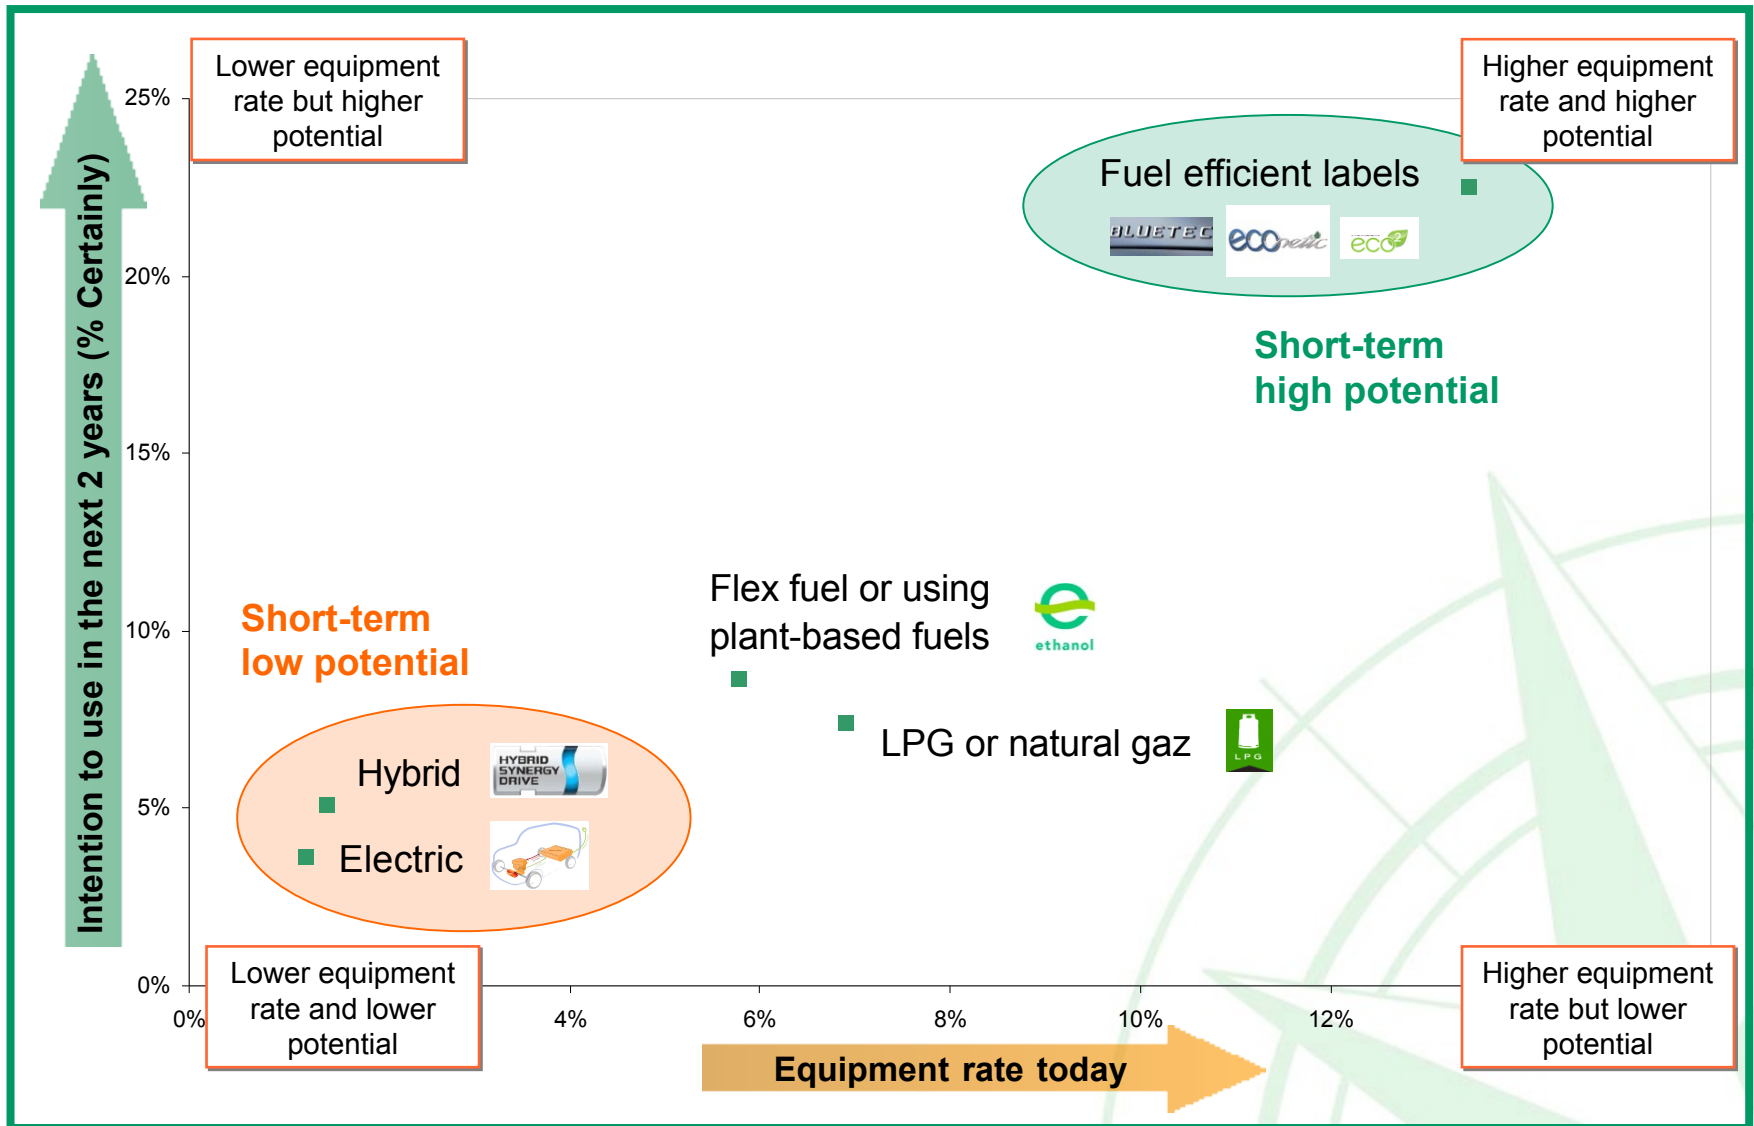 Lower equipment
rate but higher
potential
Higher equipment
rate and higher
potential
Intention to use in the next 2 years (% Certainly)
25%
20%
15%
10%
5%
0%
Fuel efficient labels
BLUETEC
ECOnetic
eco2
Short-term
high potential
Flex fuel or using
plant-based fuels
ethanol
Short-term
low potential
LPG or natural gaz
LPG
Hybrid
HYBRID
SYNERGY
DRIVE
Electric
Lower equipment
rate and lower
potential
Higher equipment
rate but lower
potential
0%
4%
6%
8%
10%
12%
Equipment rate today